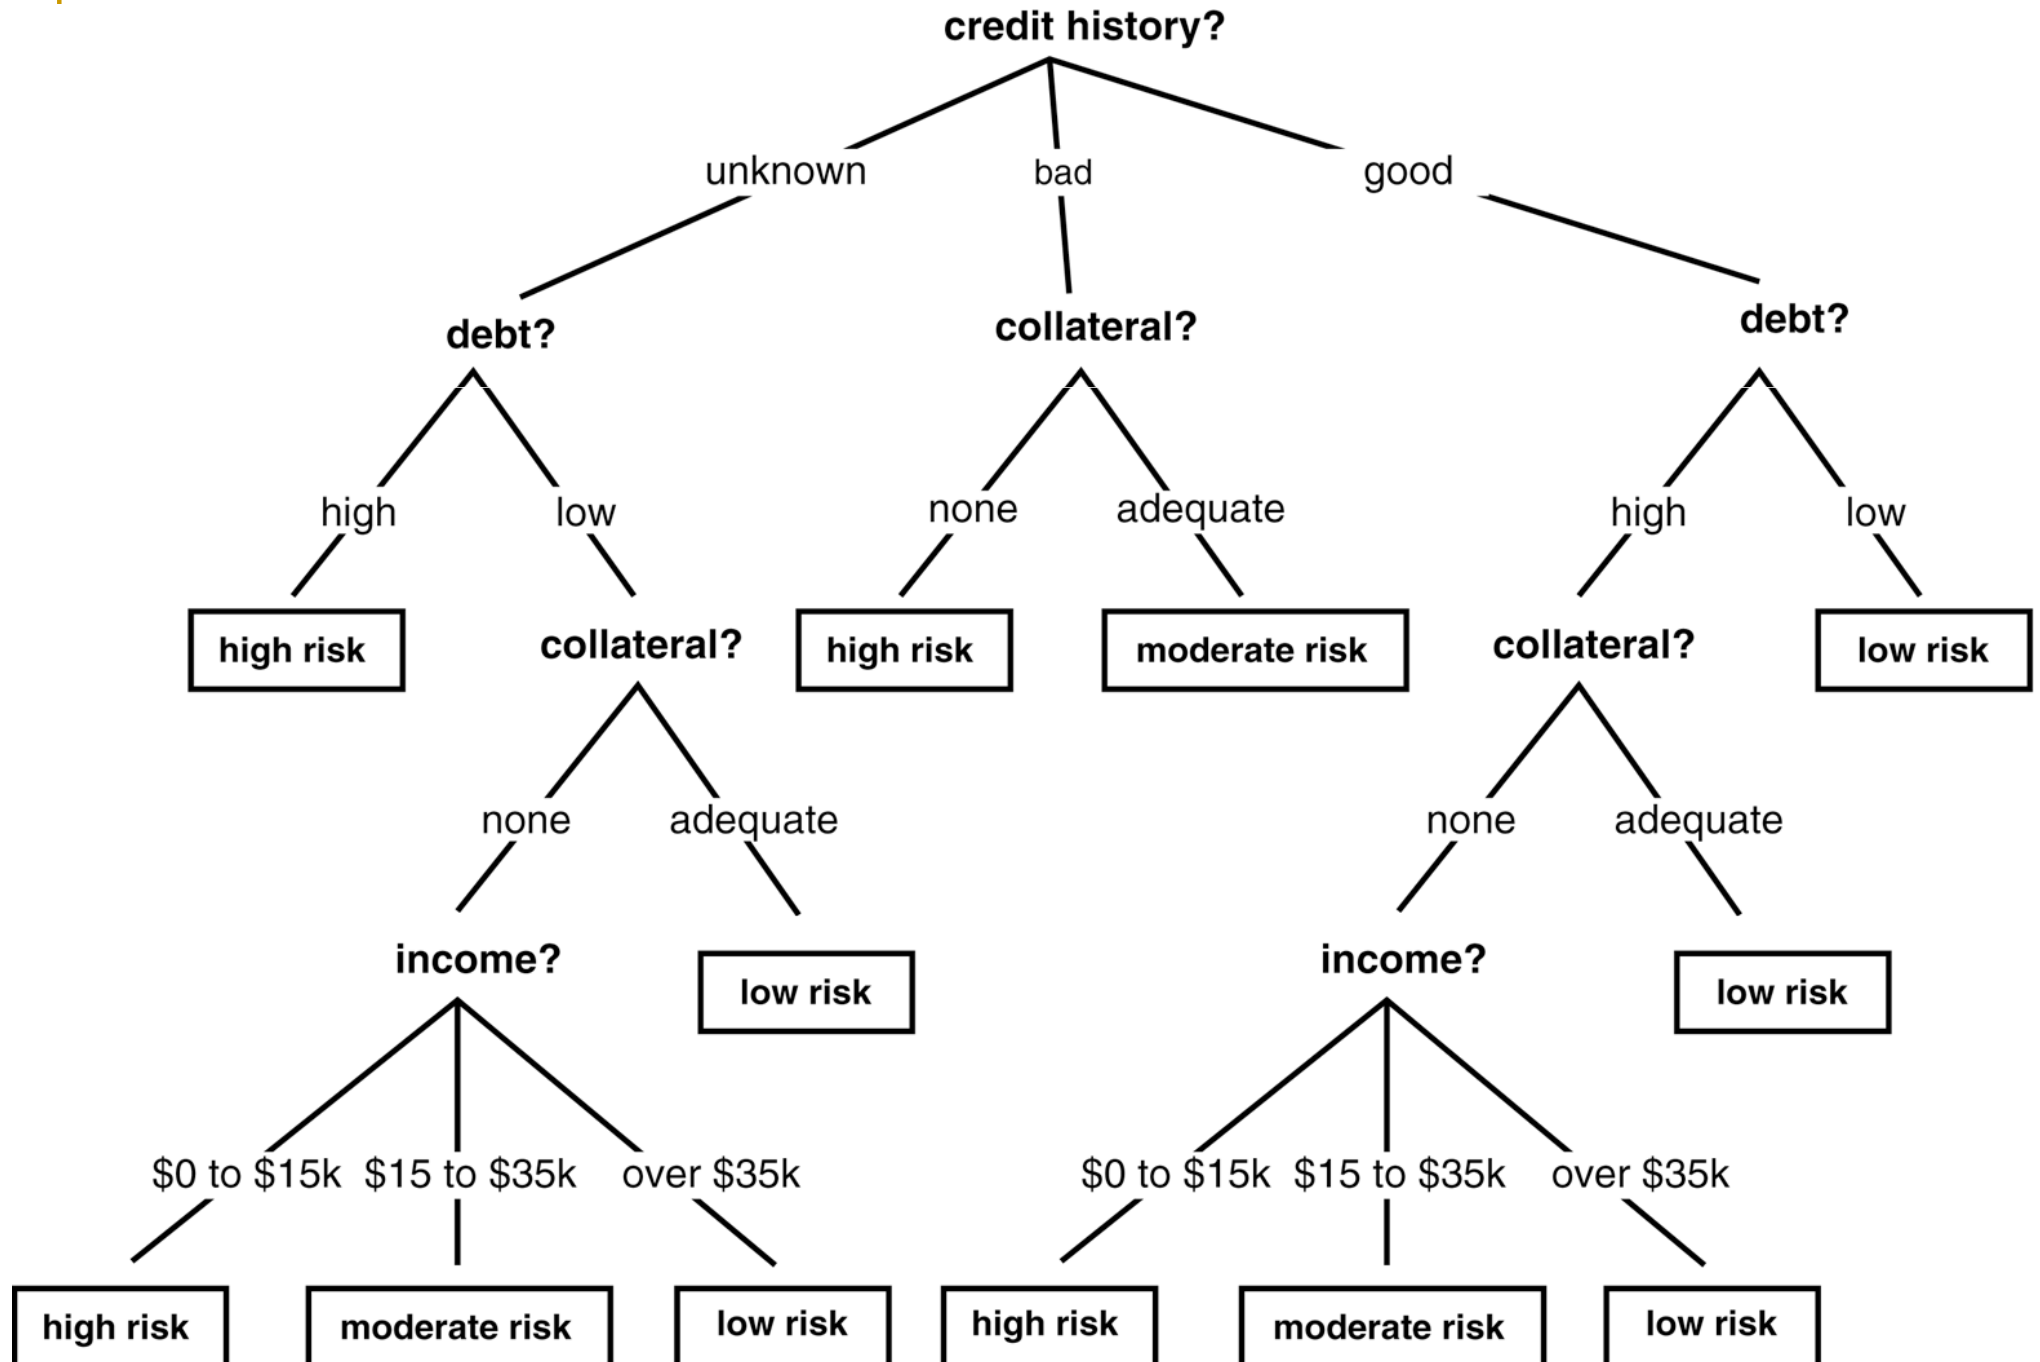 credit history?
unknown
bad
good
debt?
collateral?
debt?
high
low
none
adequate
high
low
high risk
collateral?
high risk
moderate risk
collateral?
low risk
none
adequate
none
adequate
income?
low risk
income?
low risk
$0 to $15k
$15 to $35k
over $35k
$0 to $15k
$15 to $35k
over $35k
high risk
moderate risk
low risk
high risk
moderate risk
low risk